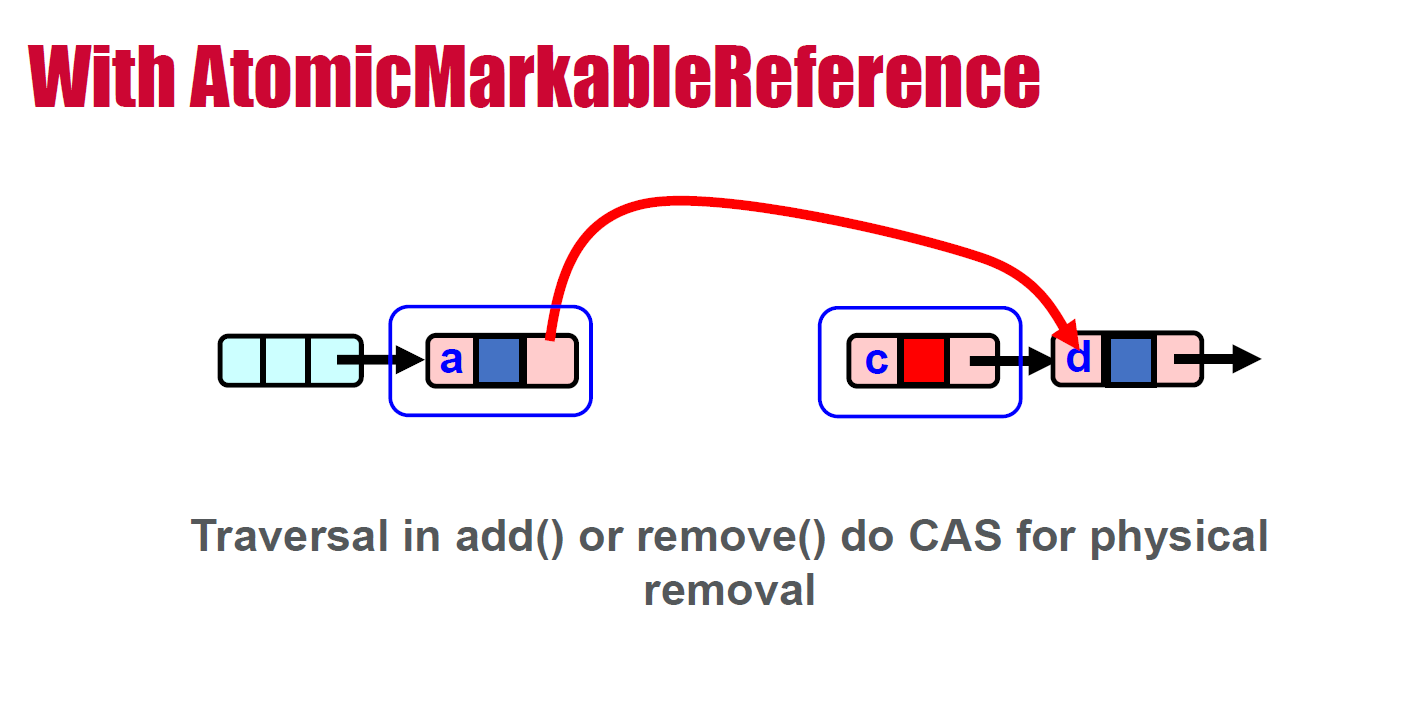 With AtomicMarkableReference
a
c
d
Traversal in add() or remove() do CAS for physical
removal